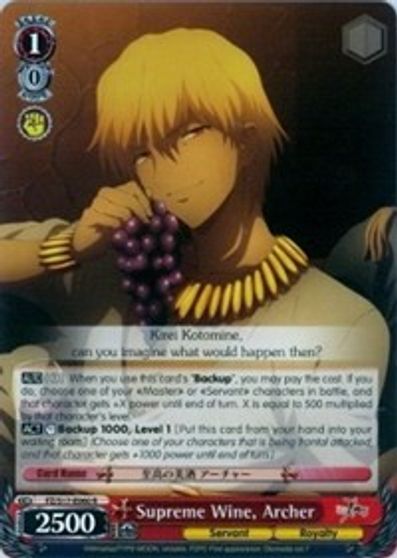 1
0
Kirei Kotomine,
can you imagine what would happen then?
AUTO When you use this card's "Backup", you may pay the cost. If you
do, choose one of your «Master» or «Servant» characters in battle, and
that character gets +X power until end of turn. X is equal to 500 multiplied
by that character's level.
ACT Backup 1000, Level 1 [Put this card from your hand into your
waiting room] (Choose one of your characters that is being frontal attacked,
and that character gets +1000 power until end of turn.)
Card Name 至高の美酒 アーチャー
Supreme Wine, Archer
2500
Servant Royalty